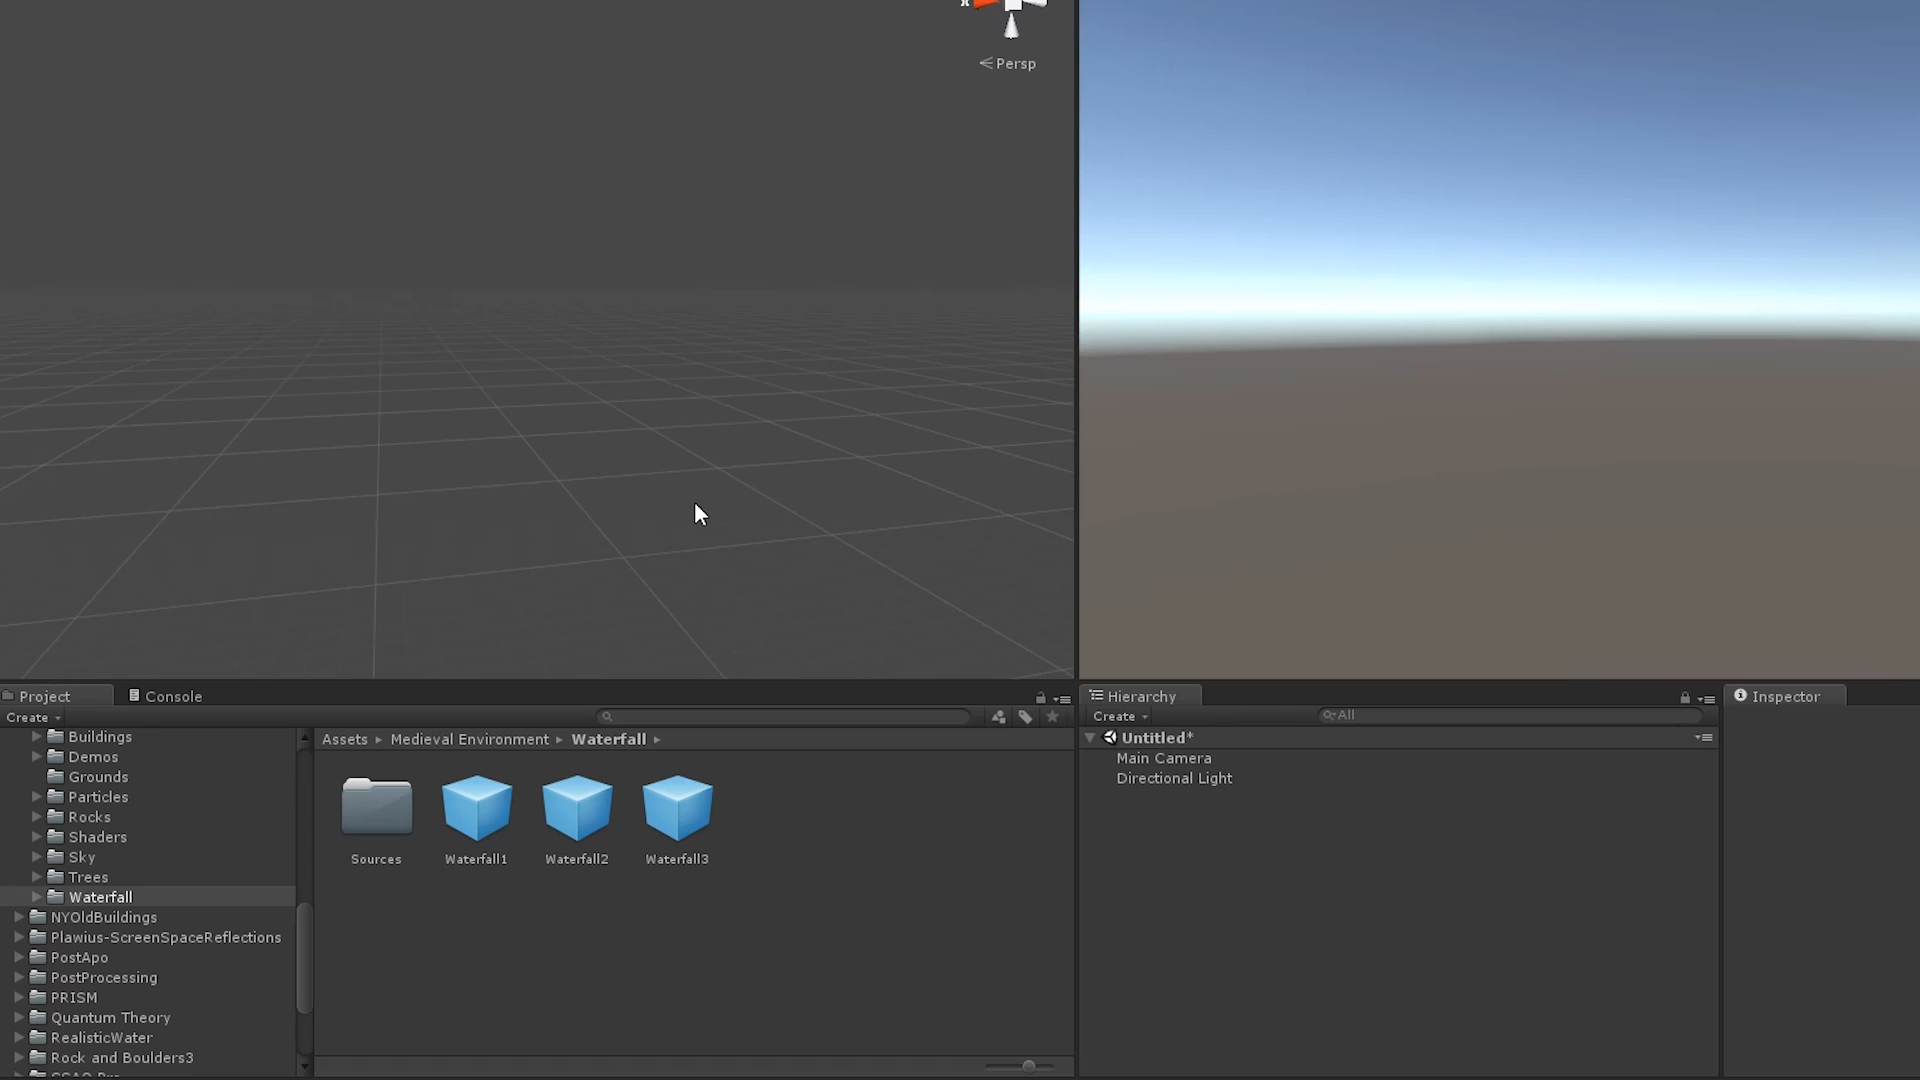 Persp
Project
Console
Create
Buildings
Demos
Grounds
Particles
Rocks
Shaders
Sky
Trees
Waterfall
NYOldBuildings
Plawius-ScreenSpaceReflections
PostApo
PostProcessing
PRISM
Quantum Theory
RealisticWater
Rock and Boulders3
Assets ▸ Medieval Environment ▸ Waterfall ▸
Sources
Waterfall1
Waterfall2
Waterfall3
Hierarchy
Create
All
Untitled*
Main Camera
Directional Light
Inspector